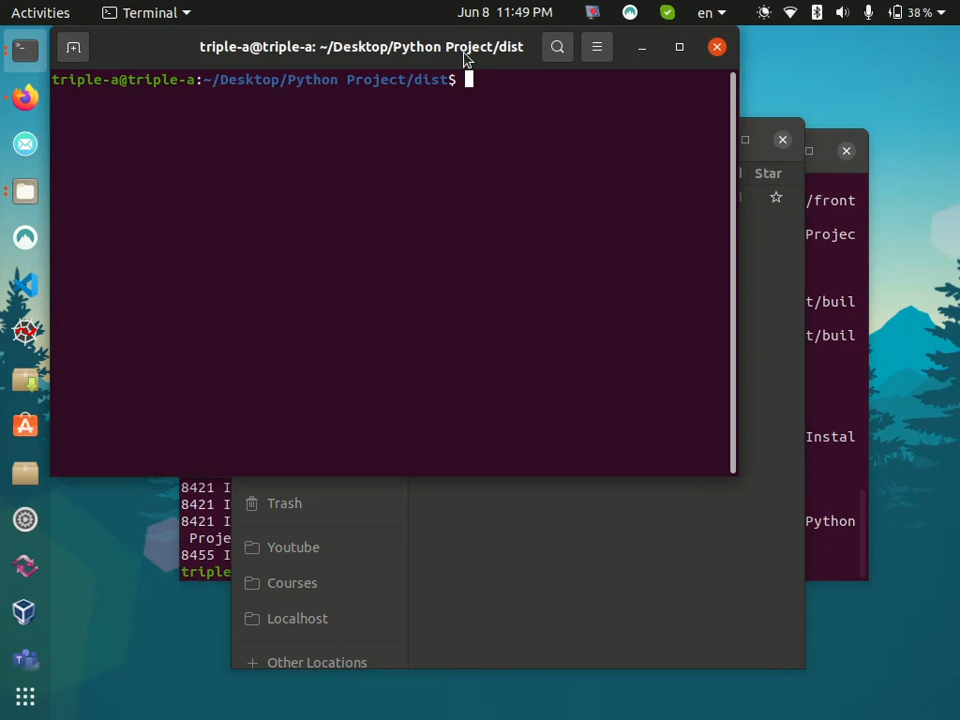 Activities
Terminal
Jun 8 11:49 PM
en
38 %
triple-a@triple-a: ~/Desktop/Python Project/dist
triple-a@triple-a:~/Desktop/Python Project/dist$
Star
/front
Projec
t/buil
t/buil
Instal
8421 I
Trash
8421 I
8421 I
Python
Proje
Youtube
8455 I
triple
Courses
Localhost
Other Locations